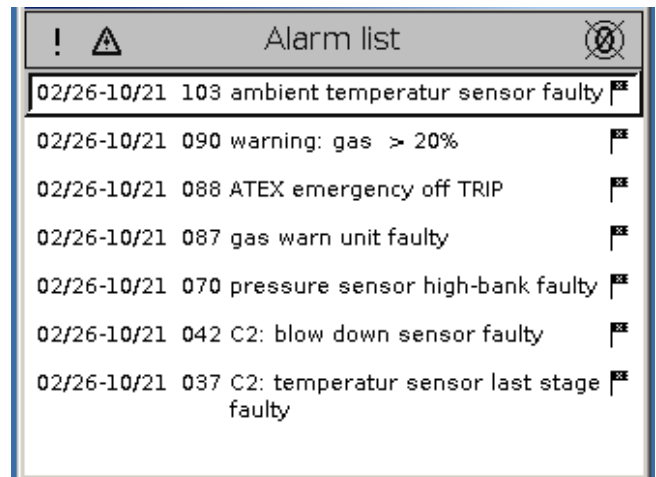 ! Alarm list 0
02/26-10/21 103 ambient temperatur sensor faulty
02/26-10/21 090 warning: gas > 20%
02/26-10/21 088 ATEX emergency off TRIP
02/26-10/21 087 gas warn unit faulty
02/26-10/21 070 pressure sensor high-bank faulty
02/26-10/21 042 C2: blow down sensor faulty
02/26-10/21 037 C2: temperatur sensor last stage
faulty